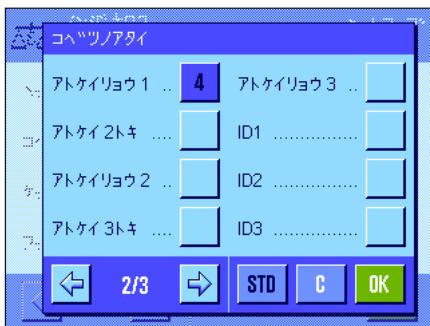 コヘ"ツノアタイ
アトケイリョウ 1 .. 4
アトケイ 2トキ ....
アトケイリョウ 2 ..
アトケイ 3トキ ....
アトケイリョウ 3 ..
ID1 ...............
ID2 ...............
ID3 ...............
2/3 STD C OK